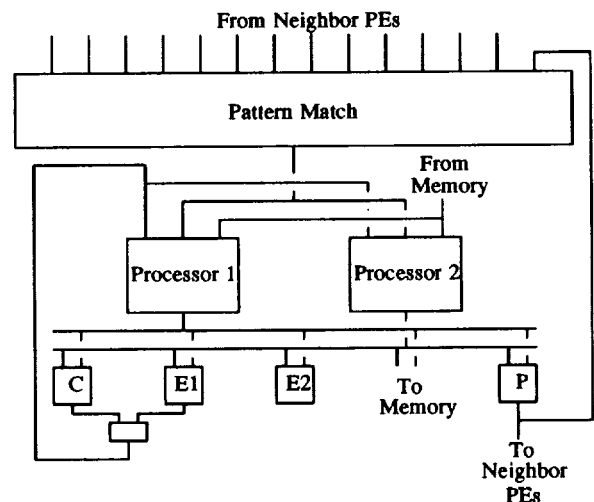 From Neighbor PEs
Pattern Match
From
Memory
Processor 1
Processor 2
C
E1
E2
To
Memory
P
To
Neighbor
PEs